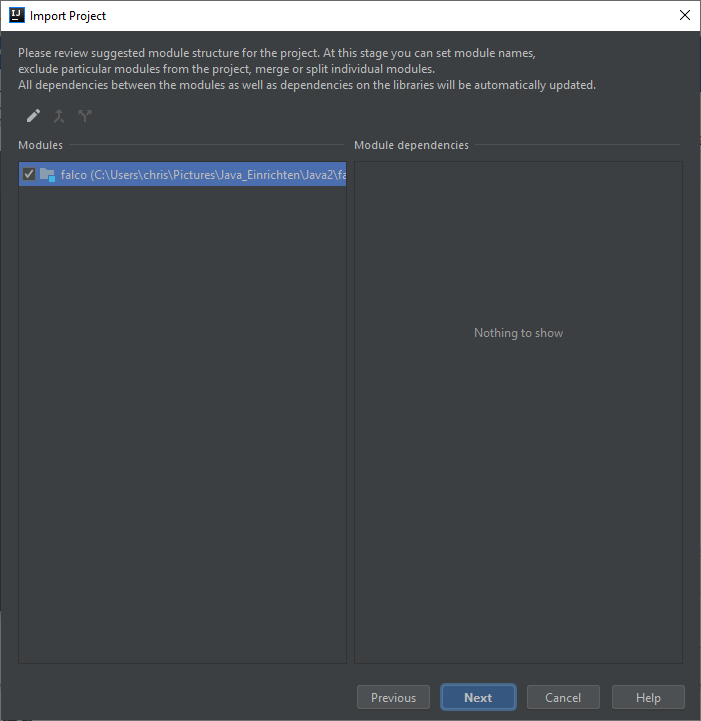 IJ
Import Project
Please review suggested module structure for the project. At this stage you can set module names,
exclude particular modules from the project, merge or split individual modules.
All dependencies between the modules as well as dependencies on the libraries will be automatically updated.
Modules
Module dependencies
falco (C:\Users\chris\Pictures\Java_Einrichten\Java2\fa
Nothing to show
Previous
Next
Cancel
Help